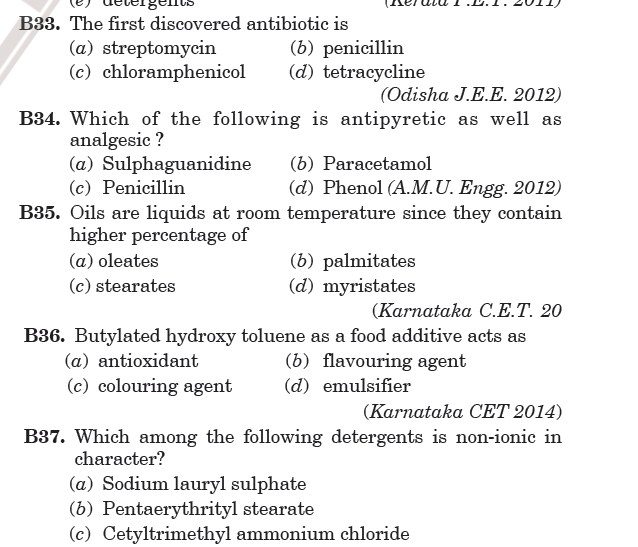 (e) detergents (Kerala P.E.T. 2011)
B33. The first discovered antibiotic is
(a) streptomycin (b) penicillin
(c) chloramphenicol (d) tetracycline
(Odisha J.E.E. 2012)
B34. Which of the following is antipyretic as well as
analgesic ?
(a) Sulphaguanidine (b) Paracetamol
(c) Penicillin (d) Phenol (A.M.U. Engg. 2012)
B35. Oils are liquids at room temperature since they contain
higher percentage of
(a) oleates (b) palmitates
(c) stearates (d) myristates
(Karnataka C.E.T. 20
B36. Butylated hydroxy toluene as a food additive acts as
(a) antioxidant (b) flavouring agent
(c) colouring agent (d) emulsifier
(Karnataka CET 2014)
B37. Which among the following detergents is non-ionic in
character?
(a) Sodium lauryl sulphate
(b) Pentaerythrityl stearate
(c) Cetyltrimethyl ammonium chloride